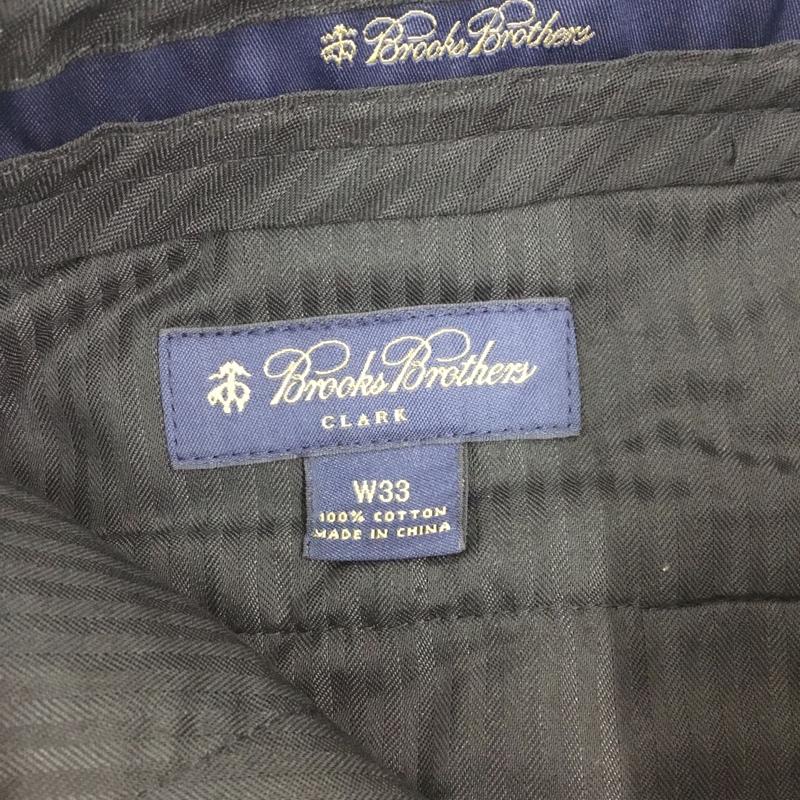 Brooks Brothers
Brooks Brothers
CLARK
W33
100% COTTON
MADE IN CHINA